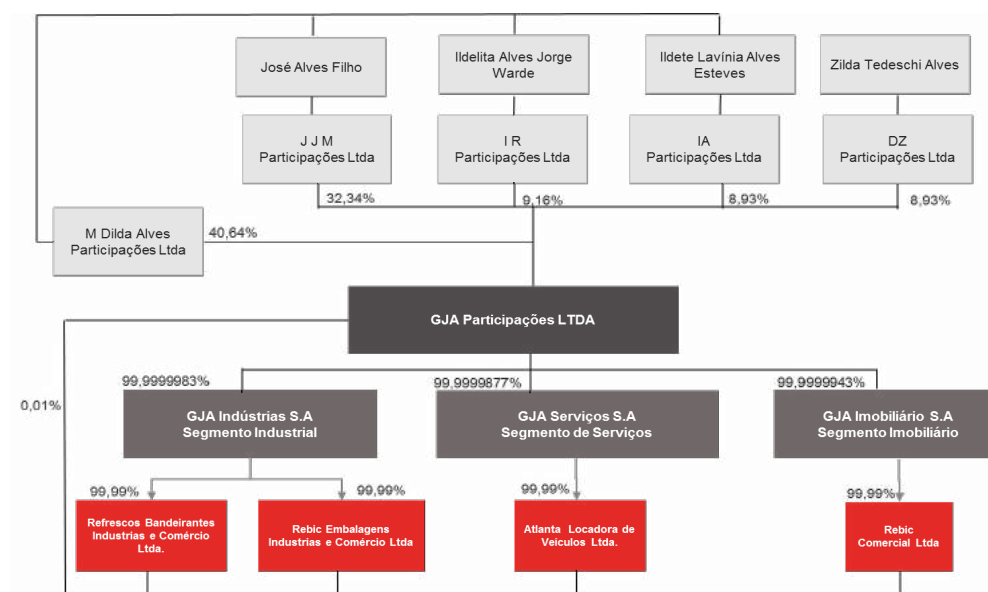 José Alves Filho
Ildelita Alves Jorge
Warde
Ildete Lavínia Alves
Esteves
Zilda Tedeschi Alves
J J M
Participações Ltda
I R
Participações Ltda
IA
Participações Ltda
DZ
Participações Ltda
32,34%
9,16%
8,93%
8,93%
M Dilda Alves
Participações Ltda
40,64%
GJA Participações LTDA
99,9999983%
99,9999877%
99,9999943%
0,01%
GJA Indústrias S.A
Segmento Industrial
GJA Serviços S.A
Segmento de Serviços
GJA Imobiliário S.A
Segmento Imobiliário
99,99%
99,99%
99,99%
99,99%
Refrescos Bandeirantes
Industrias e Comércio
Ltda.
Rebic Embalagens
Industrias e Comércio Ltda
Atlanta Locadora de
Veículos Ltda.
Rebic
Comercial Ltda